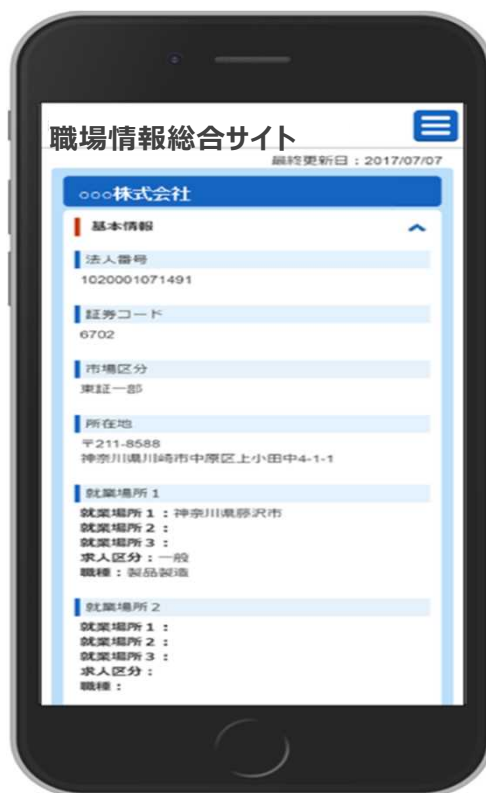 職場情報総合サイト
最終更新日：2017/07/07
○○○株式会社
基本情報
法人番号
1020001071491
証券コード
6702
市場区分
東証一部
所在地
〒211-8588
神奈川県川崎市中原区上小田中4-1-1
就業場所1
就業場所1：神奈川県藤沢市
就業場所2：
就業場所3：
求人区分：一般
職種：製品製造
就業場所2
就業場所1：
就業場所2：
就業場所3：
求人区分：
職種：